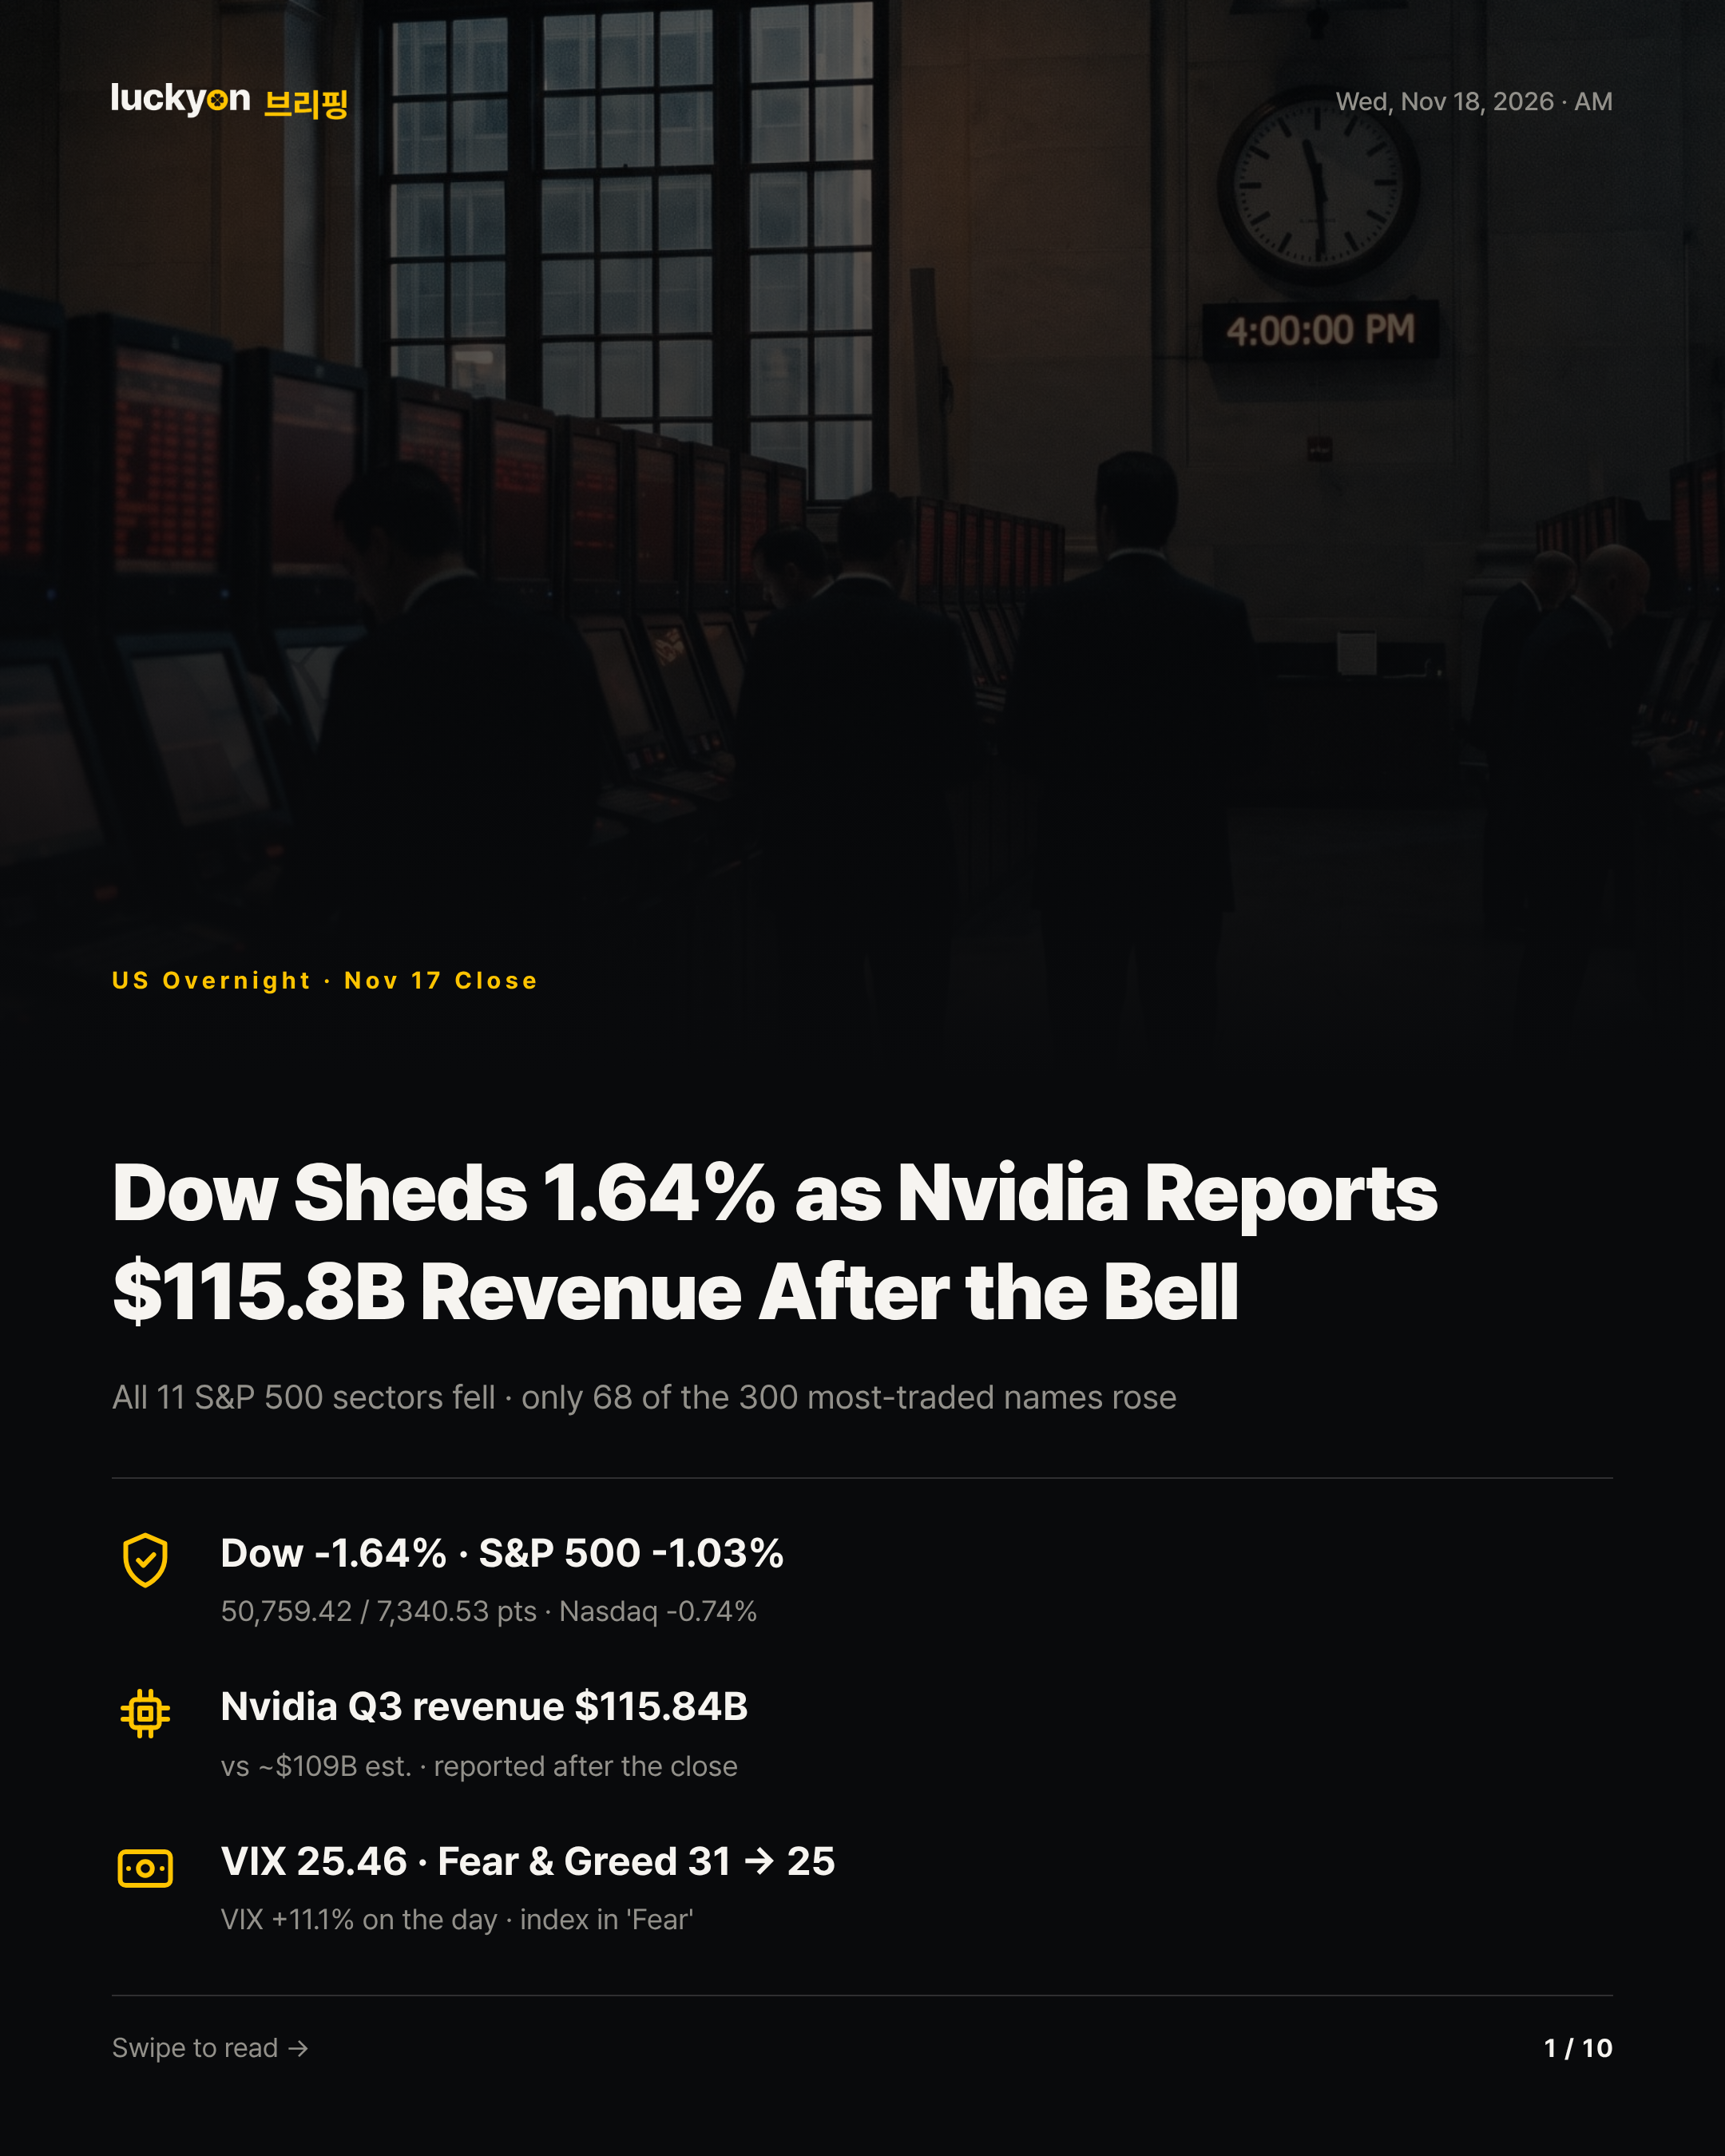 luckyon 브리핑
Wed, Nov 18, 2026 · AM
4:00:00 PM
US Overnight · Nov 17 Close
Dow Sheds 1.64% as Nvidia Reports
$115.8B Revenue After the Bell
All 11 S&P 500 sectors fell · only 68 of the 300 most-traded names rose
Dow -1.64% · S&P 500 -1.03%
50,759.42 / 7,340.53 pts · Nasdaq -0.74%
Nvidia Q3 revenue $115.84B
vs ~$109B est. · reported after the close
VIX 25.46 · Fear & Greed 31 → 25
VIX +11.1% on the day · index in 'Fear'
Swipe to read →
1 / 10